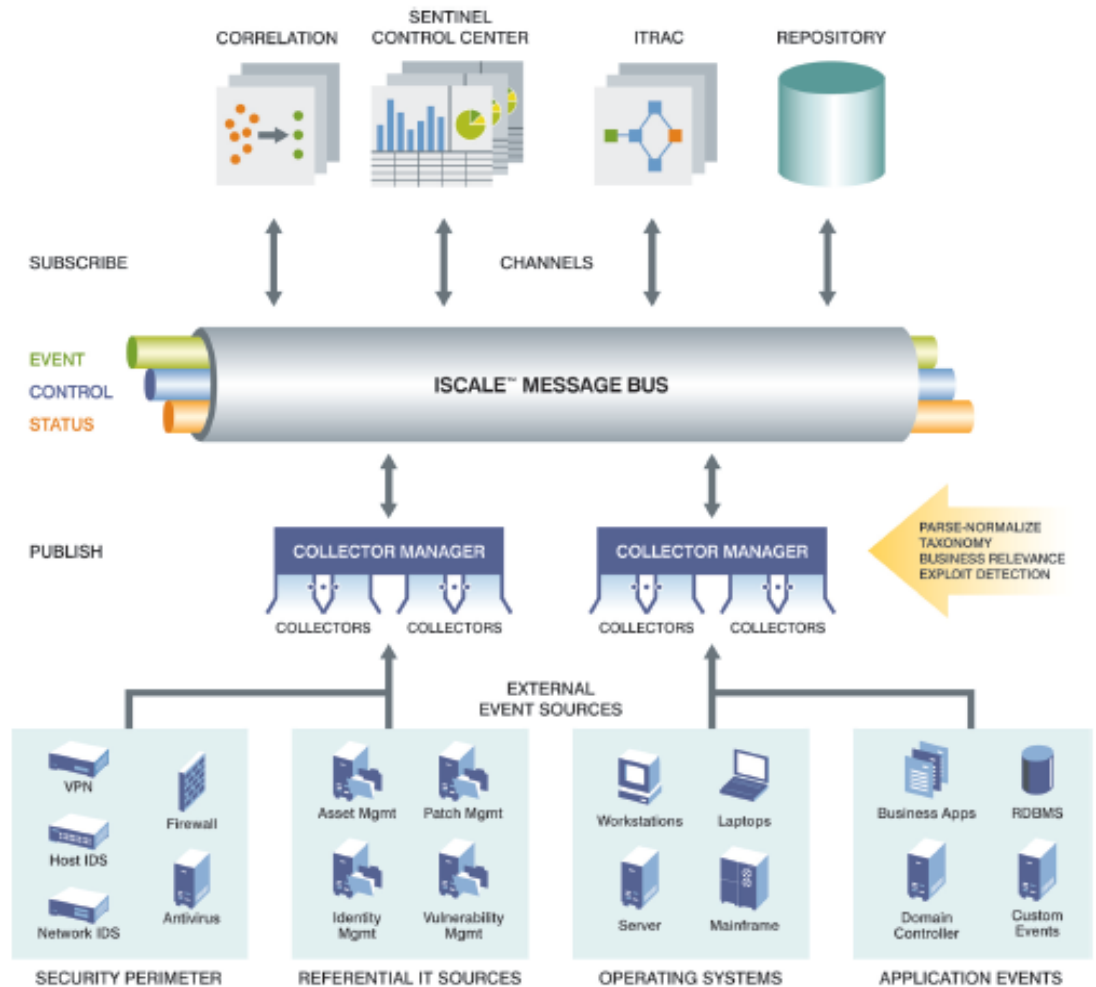 CORRELATION
SENTINEL
CONTROL CENTER
ITRAC
REPOSITORY
SUBSCRIBE
CHANNELS
EVENT
CONTROL
STATUS
ISCALE™ MESSAGE BUS
PUBLISH
COLLECTOR MANAGER
COLLECTOR MANAGER
PARSE-NORMALIZE
TAXONOMY
BUSINESS RELEVANCE
EXPLOIT DETECTION
COLLECTORS
COLLECTORS
COLLECTORS
COLLECTORS
EXTERNAL
EVENT SOURCES
VPN
Firewall
Host IDS
Antivirus
Network IDS
Asset Mgmt
Patch Mgmt
Identity
Mgmt
Vulnerability
Mgmt
Workstations
Laptops
Server
Mainframe
Business Apps
RDBMS
Domain
Controller
Custom
Events
SECURITY PERIMETER
REFERENTIAL IT SOURCES
OPERATING SYSTEMS
APPLICATION EVENTS